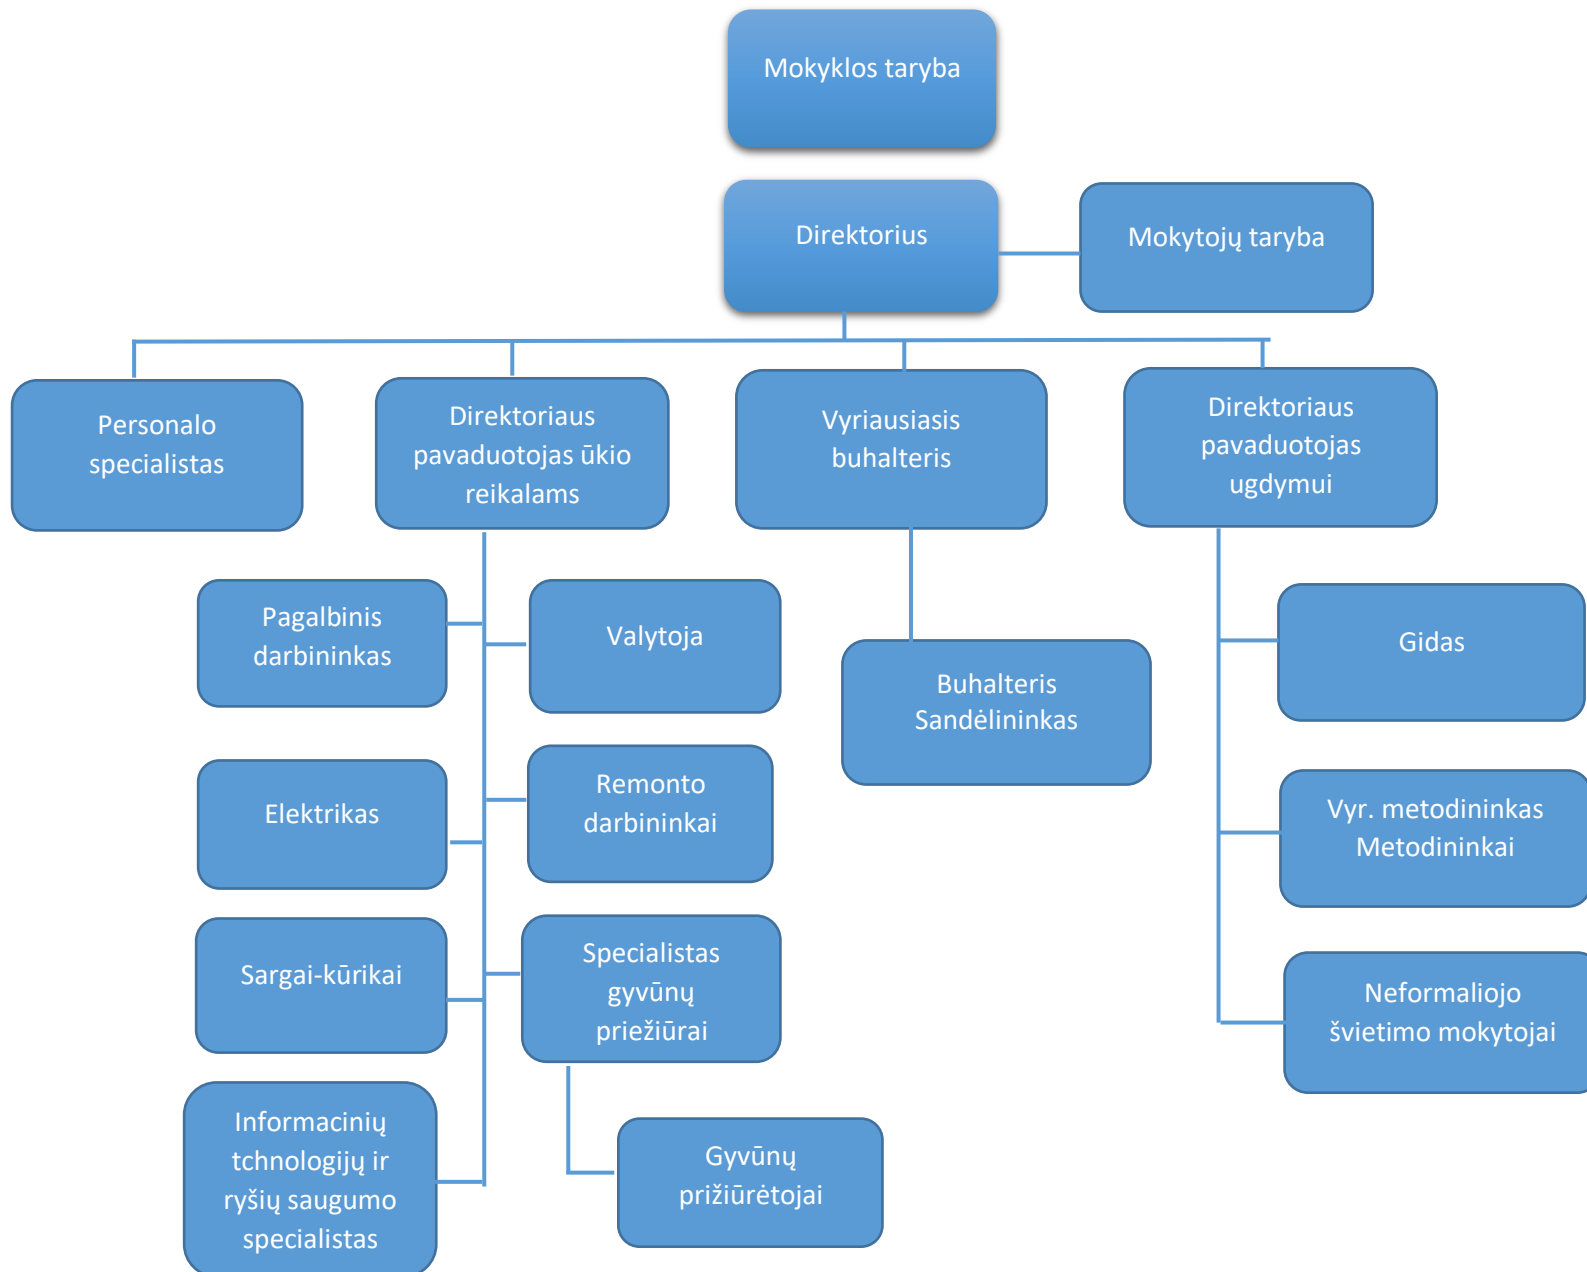 Mokyklos taryba
Direktorius
Mokytojų taryba
Personalo
specialistas
Direktoriaus
pavaduotojas ūkio
reikalams
Vyriausiasis
buhalteris
Direktoriaus
pavaduotojas
ugdymui
Pagalbinis
darbininkas
Valytoja
Gidas
Buhalteris
Sandėlininkas
Elektrikas
Remonto
darbininkai
Vyr. metodininkas
Metodininkai
Sargai-kūrikai
Specialistas
gyvūnų
priežiūrai
Neformaliojo
švietimo mokytojai
Informacinių
tchnologijų ir
ryšių saugumo
specialistas
Gyvūnų
prižiūrėtojai